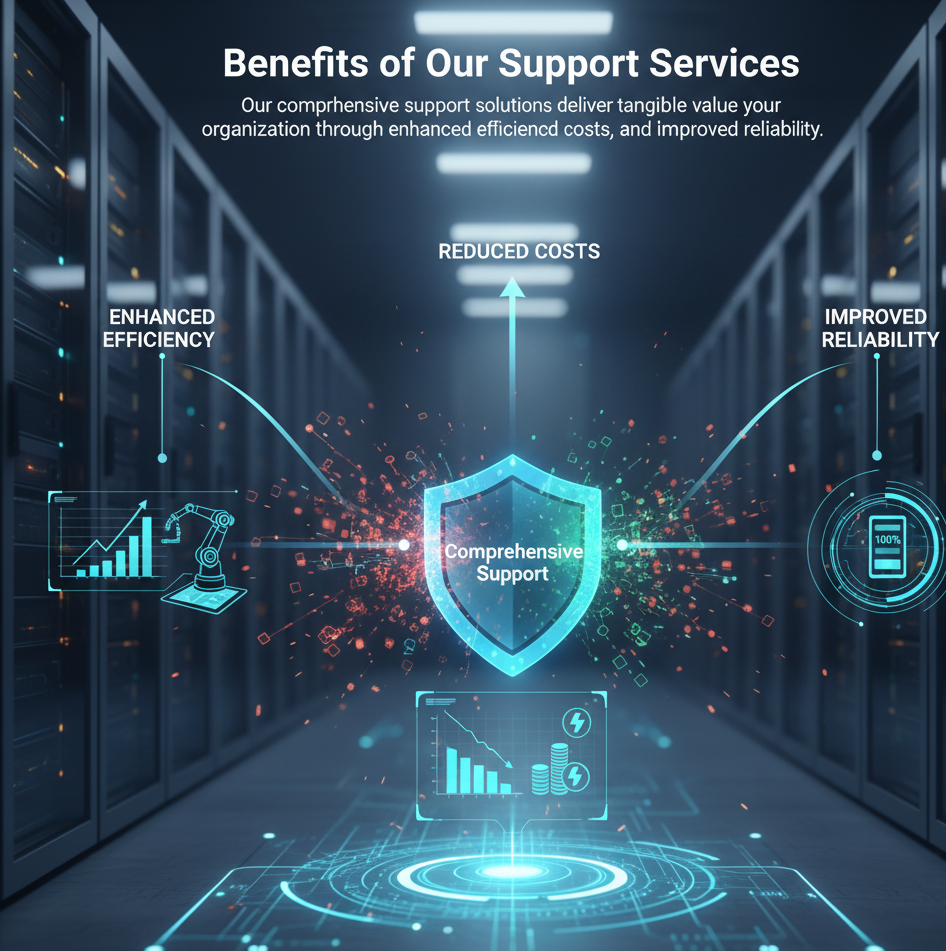 Benefits of Our Support Services
Our comprhensive support solutions deliver tangible value your
organization through enhanced efficiencd costs, and improved reliability.
REDUCED COSTS
ENHANCED
EFFICIENCY
IMPROVED
RELIABILITY
100%
Comprehensive
Support